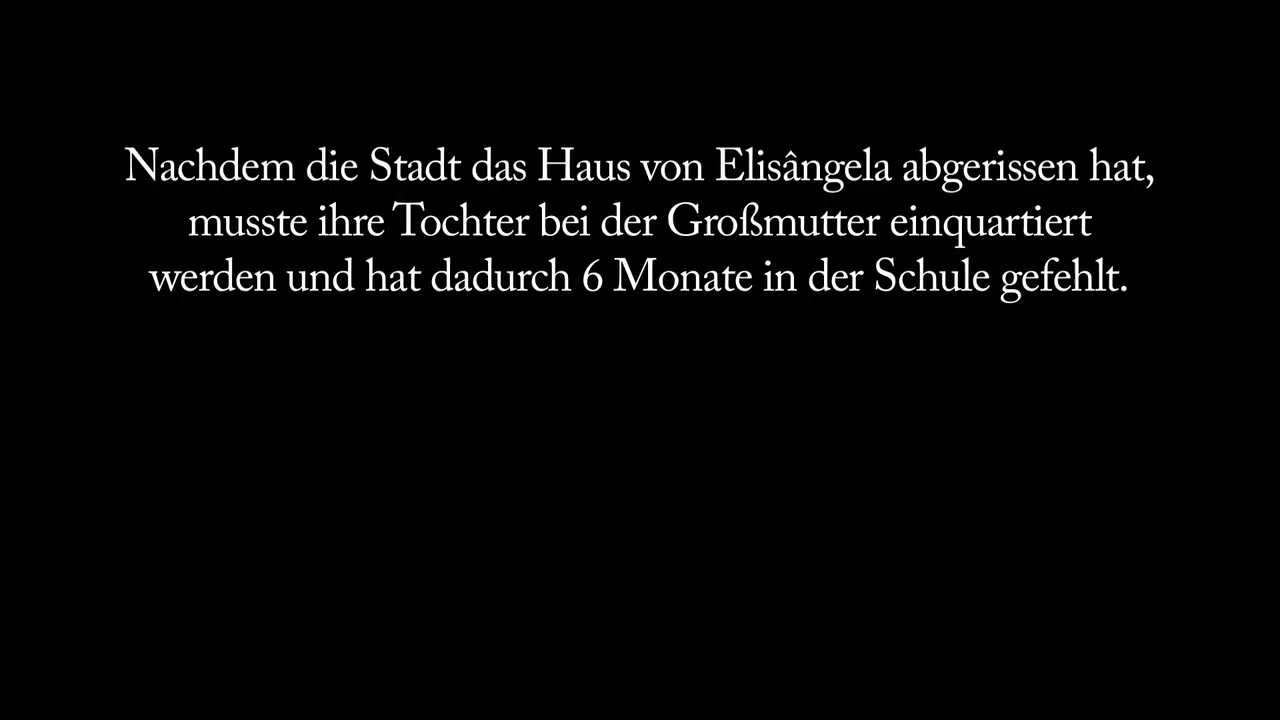 Nachdem die Stadt das Haus von Elisângela abgerissen hat,
musste ihre Tochter bei der Großmutter einquartiert
werden und hat dadurch 6 Monate in der Schule gefehlt.